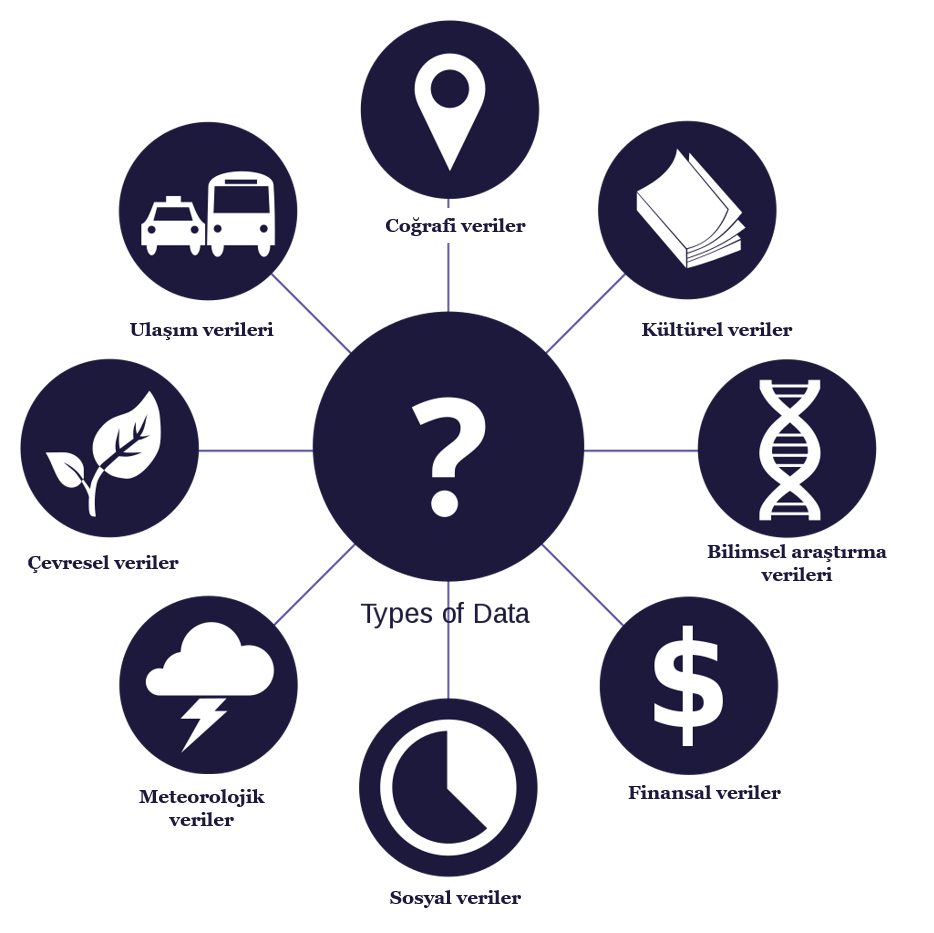 Coğrafi veriler
Ulaşım verileri
Kültürel veriler
?
Çevresel veriler
Bilimsel araştırma
verileri
Types of Data
$
Meteorolojik
veriler
Finansal veriler
Sosyal veriler